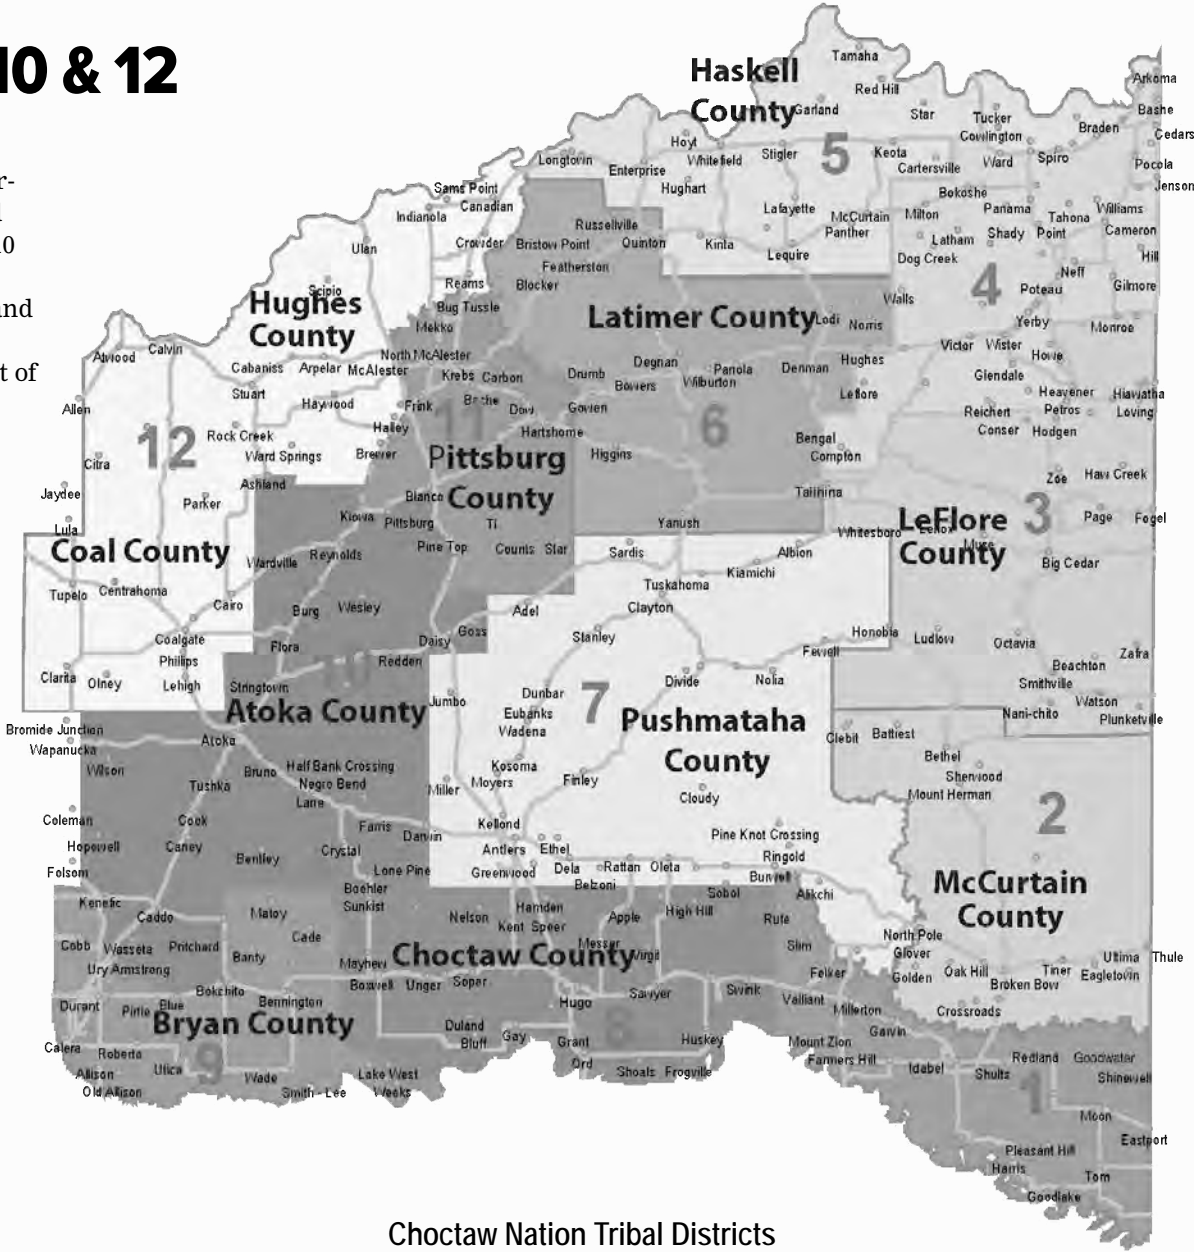 10 & 12
r-
l
0
and
t of
Haskell
County
Tamaha
Red Hill
Garland
Star
Tucker
Cowlington
Arkoma
Bashe
Braden
Cedars
Longtown
Enterprise
Hoyt
Whitefield
Stigler
5
Keota
Cartersville
Ward
Spiro
Pocola
Jenson
Sams Point
Canadian
Indianola
Hughart
Lafayette
McCurtain
Panther
Bokoshe
Milton
Panama
Tahona
Williams
Cameron
Ulan
Crowder
Bristow Point
Russellville
Quinton
Kinta
Lequire
Latham
Shady
Point
Dog Creek
Hill
Featherston
Blocker
Reams
Bug Tussle
Mekko
Scipio
Hughes
County
Latimer County
Lodi
Norris
Walls
4
Neff
Poteau
Gilmore
Yerby
Monroe
Atwood
Calvin
Cabaniss
Arpelar
McAlester
North McAlester
Krebs
Carbon
Drumb
Degnan
Bowers
Wilburton
Panola
Denman
Hughes
Leflore
Victor
Wister
Howe
Glendale
Heavener
Hiawatha
Allen
Stuart
Haywood
Frink
Dow
Gowen
Reichert
Petros
Loving
Conser
Hodgen
12
Rock Creek
Ward Springs
Hailey
Brewer
Hartshorne
Higgins
6
Bengal
Compton
Citra
Ashland
Pittsburg
County
Blanco
Talihina
Zoe
Haw Creek
Jaydee
Parker
Kiowa
Pittsburg
Ti
Yanush
Whitesboro
Lenox
LeFlore
County
3
Page
Fogel
Muse
Lula
Coal County
Wardville
Reynolds
Pine Top
Counts
Star
Sardis
Albion
Big Cedar
Tupelo
Centrahoma
Cairo
Burg
Wesley
Adel
Tuskahoma
Kiamichi
Clayton
Coalgate
Flora
Daisy
Goss
Stanley
Fewell
Honobia
Ludlow
Octavia
Zafra
Phillips
Redden
Beachton
Clarita
Olney
Lehigh
Stringtown
10
Jumbo
Dunbar
7
Divide
Nolia
Smithville
Watson
Atoka County
Eubanks
Wadena
Pushmataha
County
Nani-chito
Plunketville
Bromide Junction
Wapanucka
Atoka
Clebit
Battiest
Bethel
Wilson
Bruno
Half Bank Crossing
Negro Bend
Lane
Kosoma
Moyers
Finley
Sherwood
Mount Herman
Tushka
Miller
Cloudy
2
Coleman
Cook
Farris
Darwin
Kellond
Pine Knot Crossing
Hopewell
Caney
Bentley
Crystal
Antlers
Ethel
Ringold
Folsom
Lone Pine
Greenwood
Dela
Rattan
Oleta
Burwell
McCurtain
County
Boehler
Sunkist
Belzoni
Sobol
Alikchi
Kenefic
Caddo
Matoy
Nelson
Hamden
Kent
Speer
Apple
High Hill
Rute
Cade
North Pole
Glover
Cobb
Wasseta
Pritchard
Banty
Mayhew
Choctaw County
Messer
Virgil
Slim
Ultima
Thule
Ury Armstrong
Felker
Golden
Oak Hill
Tiner
Eagletown
Broken Bow
Bokchito
Boswell
Unger
Soper
Swink
Durant
Pirtle
Blue
Bennington
Hugo
Sawyer
Valliant
Millerton
Crossroads
Bryan County
Duland
Bluff
Gay
Grant
8
Huskey
Garvin
Mount Zion
Calera
Roberta
Farmers Hill
Redland
Goodwater
Allison
Utica
9
Wade
Lake West
Ord
Shoals
Frogville
Idabel
Shults
Shinewell
Old Allison
Smith - Lee
Weeks
1
Moon
Eastport
Pleasant Hill
Harris
Tom
Goodlake
Choctaw Nation Tribal Districts